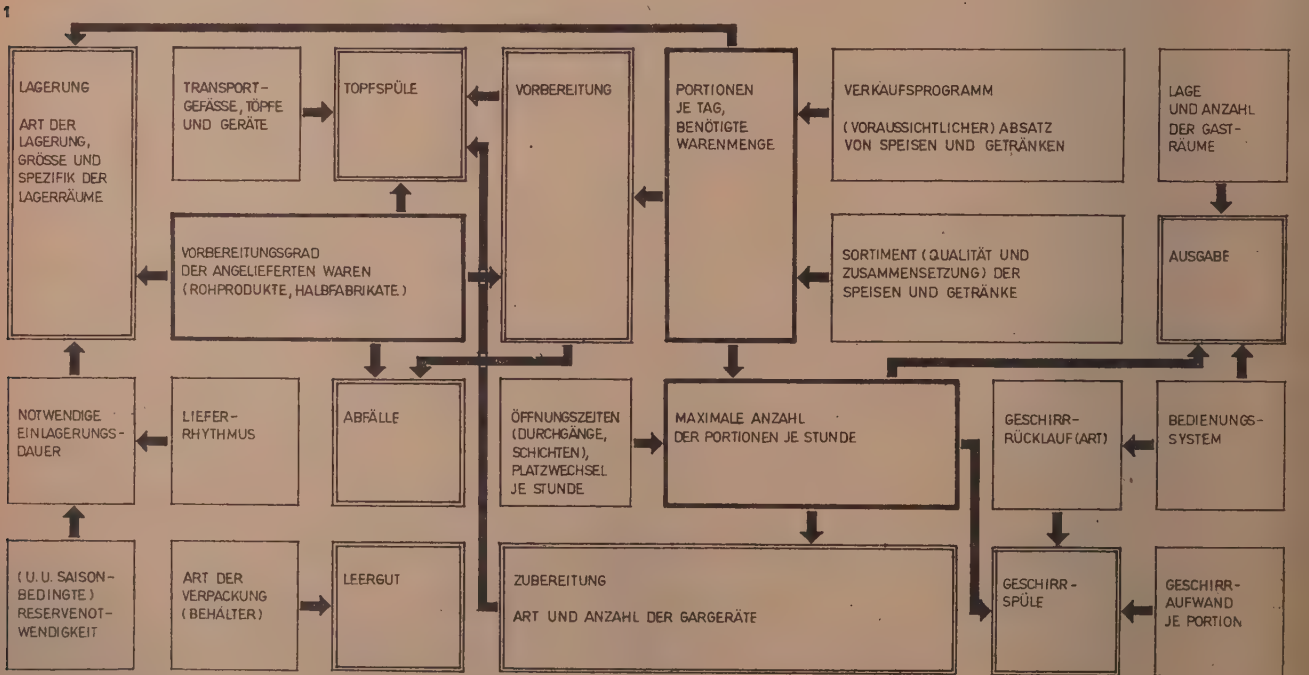 1
LAGERUNG
ART DER
LAGERUNG,
GRÖSSE UND
SPEZIFIK DER
LAGERRÄUME
TRANSPORT-
GEFÄSSE, TÖPFE
UND GERÄTE
TOPFSPÜLE
VORBEREITUNG
PORTIONEN
JE TAG,
BENÖTIGTE
WARENMENGE
VERKAUFSPROGRAMM
(VORAUSSICHTLICHER) ABSATZ
VON SPEISEN UND GETRÄNKEN
LAGE
UND ANZAHL
DER GAST-
RÄUME
VORBEREITUNGSGRAD
DER ANGELIEFERTEN WAREN
(ROHPRODUKTE, HALBFABRIKATE)
SORTIMENT (QUALITÄT UND
ZUSAMMENSETZUNG) DER
SPEISEN UND GETRÄNKE
AUSGABE
NOTWENDIGE
EINLAGERUNGS-
DAUER
LIEFER-
RHYTHMUS
ABFÄLLE
ÖFFNUNGSZEITEN
(DURCHGÄNGE,
SCHICHTEN),
PLATZWECHSEL
JE STUNDE
MAXIMALE ANZAHL
DER PORTIONEN JE STUNDE
GESCHIRR-
RÜCKLAUF (ART)
BEDIENUNGS-
SYSTEM
(U.U. SAISON-
BEDINGTE)
RESERVENOT-
WENDIGKEIT
ART DER
VERPACKUNG
(BEHÄLTER)
LEERGUT
ZUBEREITUNG
ART UND ANZAHL DER GARGERÄTE
GESCHIRR-
SPÜLE
GESCHIRR-
AUFWAND
JE PORTION